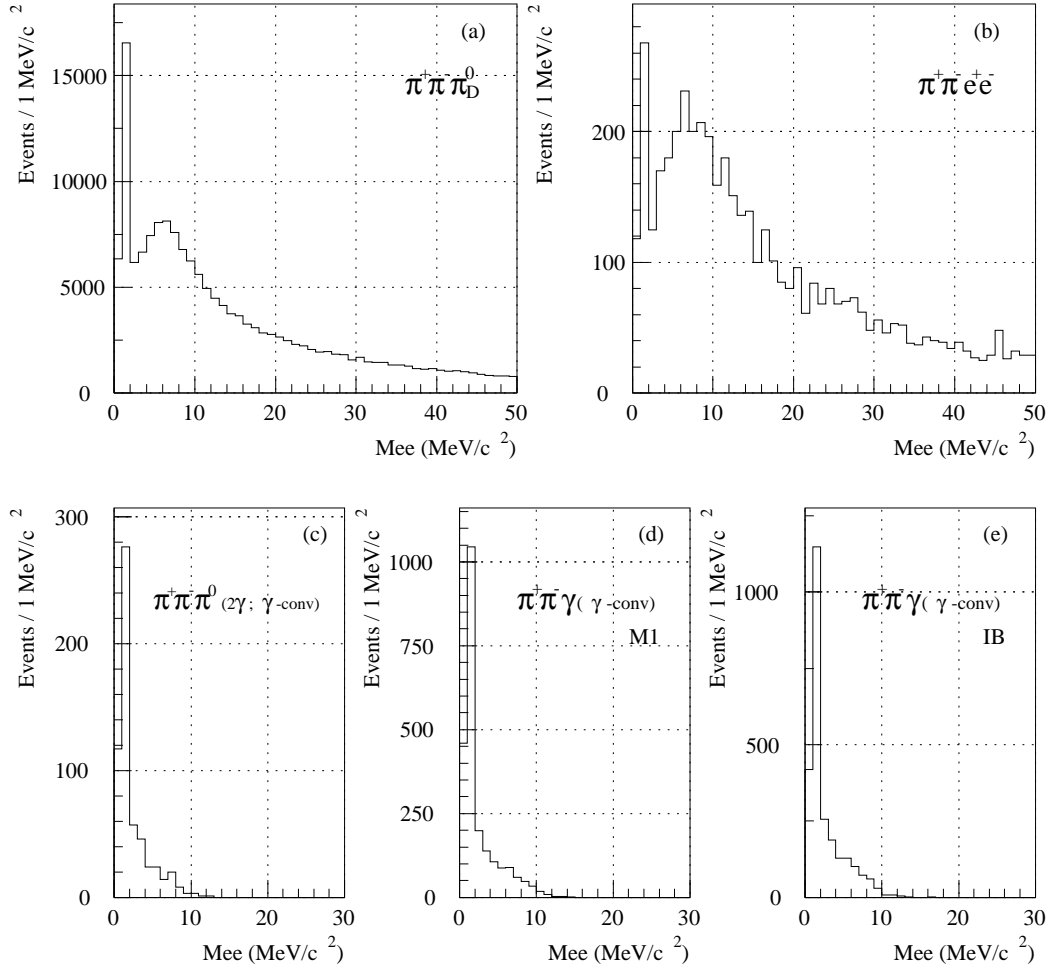 (a)
π⁺π⁻π⁰_D
Events / 1 MeV/c ²
15000
10000
5000
0
0 10 20 30 40 50
Mee (MeV/c ²)
(b)
π⁺π⁻e⁺e⁻
Events / 1 MeV/c ²
200
100
0
0 10 20 30 40 50
Mee (MeV/c ²)
(c)
π⁺π⁻π⁰ (2γ; γ-conv)
Events / 1 MeV/c ²
300
200
100
0
0 10 20 30
Mee (MeV/c ²)
(d)
π⁺π⁻γ( γ-conv)
M1
Events / 1 MeV/c ²
1000
750
500
250
0
0 10 20 30
Mee (MeV/c ²)
(e)
π⁺π⁻γ( γ-conv)
IB
Events / 1 MeV/c ²
1000
500
0
0 10 20 30
Mee (MeV/c ²)